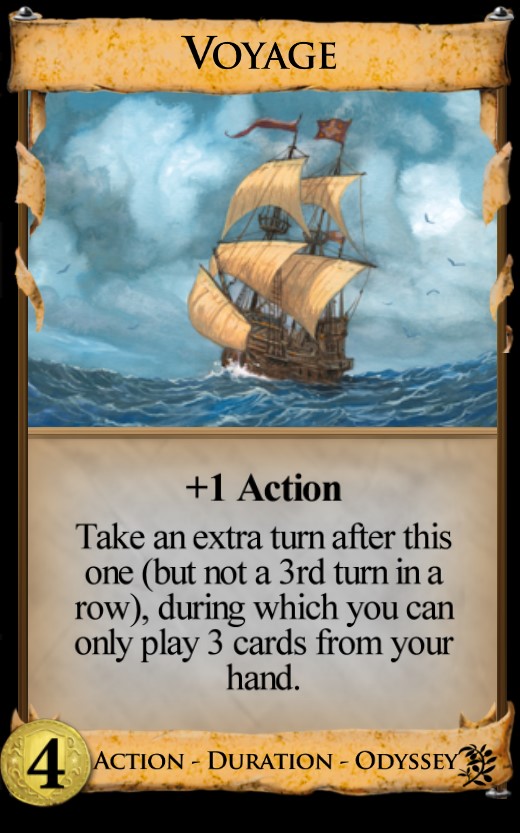 Voyage
+1 Action
Take an extra turn after this
one (but not a 3rd turn in a
row), during which you can
only play 3 cards from your
hand.
4
Action - Duration - Odyssey